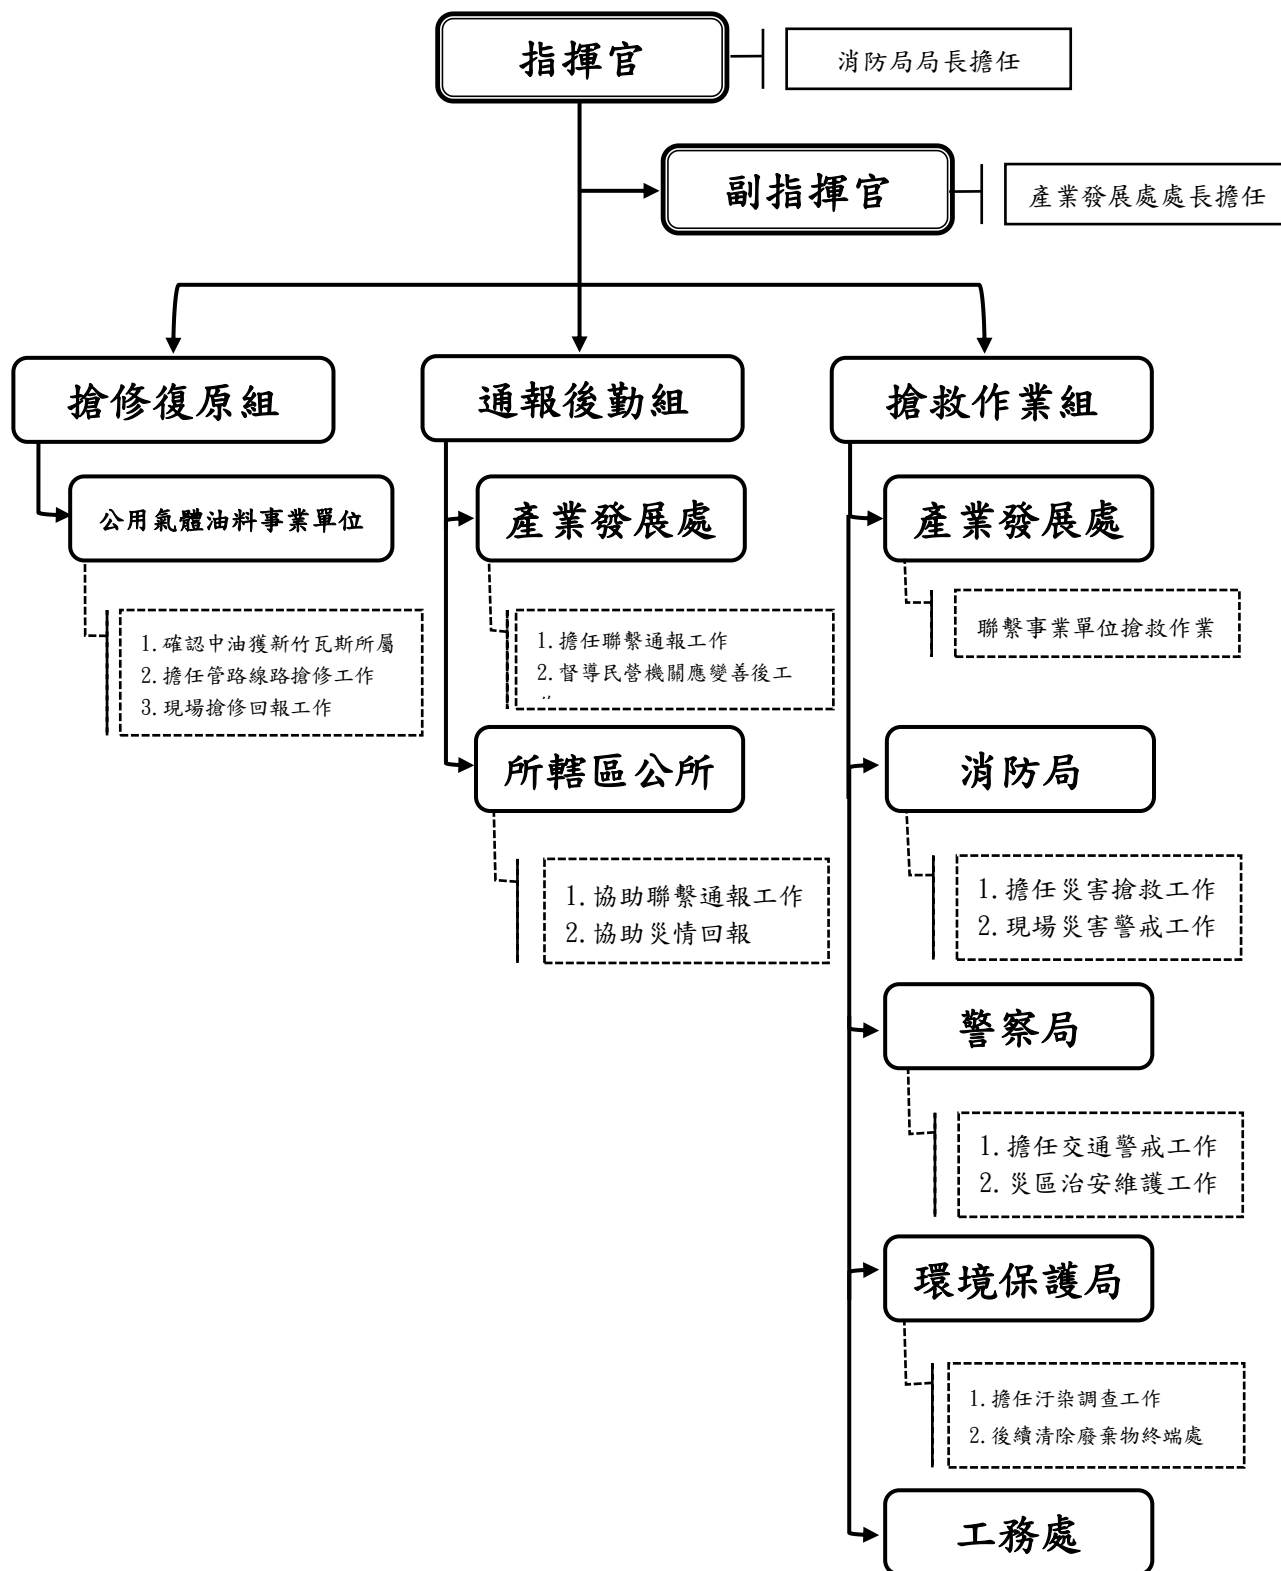 指揮官
消防局局長擔任
副指揮官
產業發展處處長擔任
搶修復原組
通報後勤組
搶救作業組
公用氣體油料事業單位
產業發展處
產業發展處
1.確認中油獲新竹瓦斯所屬
2.擔任管路線路搶修工作
3.現場搶修回報工作
1.擔任聯繫通報工作
2.督導民營機關應變善後工
聯繫事業單位搶救作業
所轄區公所
消防局
1.協助聯繫通報工作
2.協助災情回報
1.擔任災害搶救工作
2.現場災害警戒工作
警察局
1.擔任交通警戒工作
2.災區治安維護工作
環境保護局
1.擔任汙染調查工作
2.後續清除廢棄物終端處
工務處